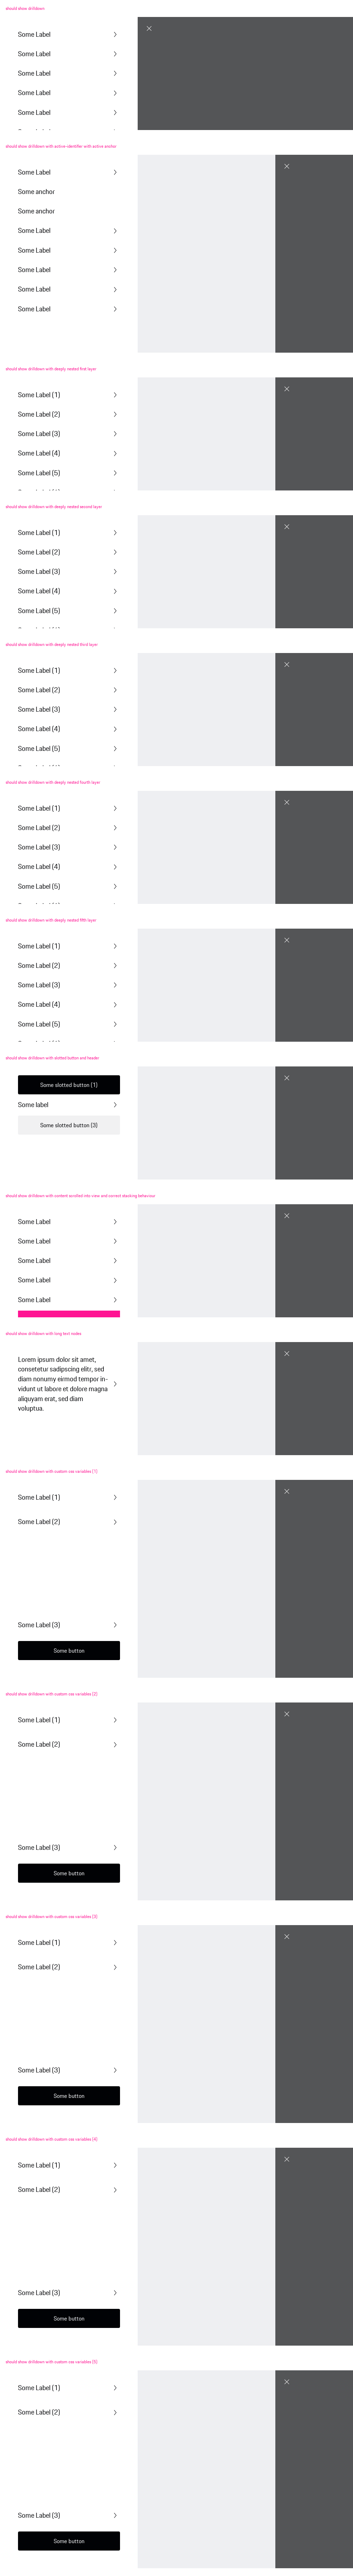 should show drilldown
Some Label
Some Label
Some Label
Some Label
Some Label
should show drilldown with active identifier with active anchor
Some Label
Some anchor
Some anchor
Some Label
Some Label
Some Label
Some Label
Some Label
should show drilldown with deeply nested first layer
Some Label (1)
Some Label (2)
Some Label (3)
Some Label (4)
Some Label (5)
should show drilldown with deeply nested second layer
Some Label (1)
Some Label (2)
Some Label (3)
Some Label (4)
Some Label (5)
should show drilldown with deeply nested third layer
Some Label (1)
Some Label (2)
Some Label (3)
Some Label (4)
Some Label (5)
should show drilldown with deeply nested fourth layer
Some Label (1)
Some Label (2)
Some Label (3)
Some Label (4)
Some Label (5)
should show drilldown with deeply nested fifth layer
Some Label (1)
Some Label (2)
Some Label (3)
Some Label (4)
Some Label (5)
should show drilldown with slotted button and header
Some slotted button (1)
Some label
Some slotted button (3)
should show drilldown with content scrolled into view and correct stacking behaviour
Some Label
Some Label
Some Label
Some Label
Some Label
should show drilldown with long text nodes
Lorem ipsum dolor sit amet,
consetetur sadipscing elitr, sed
diam nonumy eirmod tempor in-
vidunt ut labore et dolore magna
aliquyam erat, sed diam
voluptua.
should show drilldown with custom css variables (1)
Some Label (1)
Some Label (2)
Some Label (3)
Some button
should show drilldown with custom css variables (2)
Some Label (1)
Some Label (2)
Some Label (3)
Some button
should show drilldown with custom css variables (3)
Some Label (1)
Some Label (2)
Some Label (3)
Some button
should show drilldown with custom css variables (4)
Some Label (1)
Some Label (2)
Some Label (3)
Some button
should show drilldown with custom css variables (5)
Some Label (1)
Some Label (2)
Some Label (3)
Some button